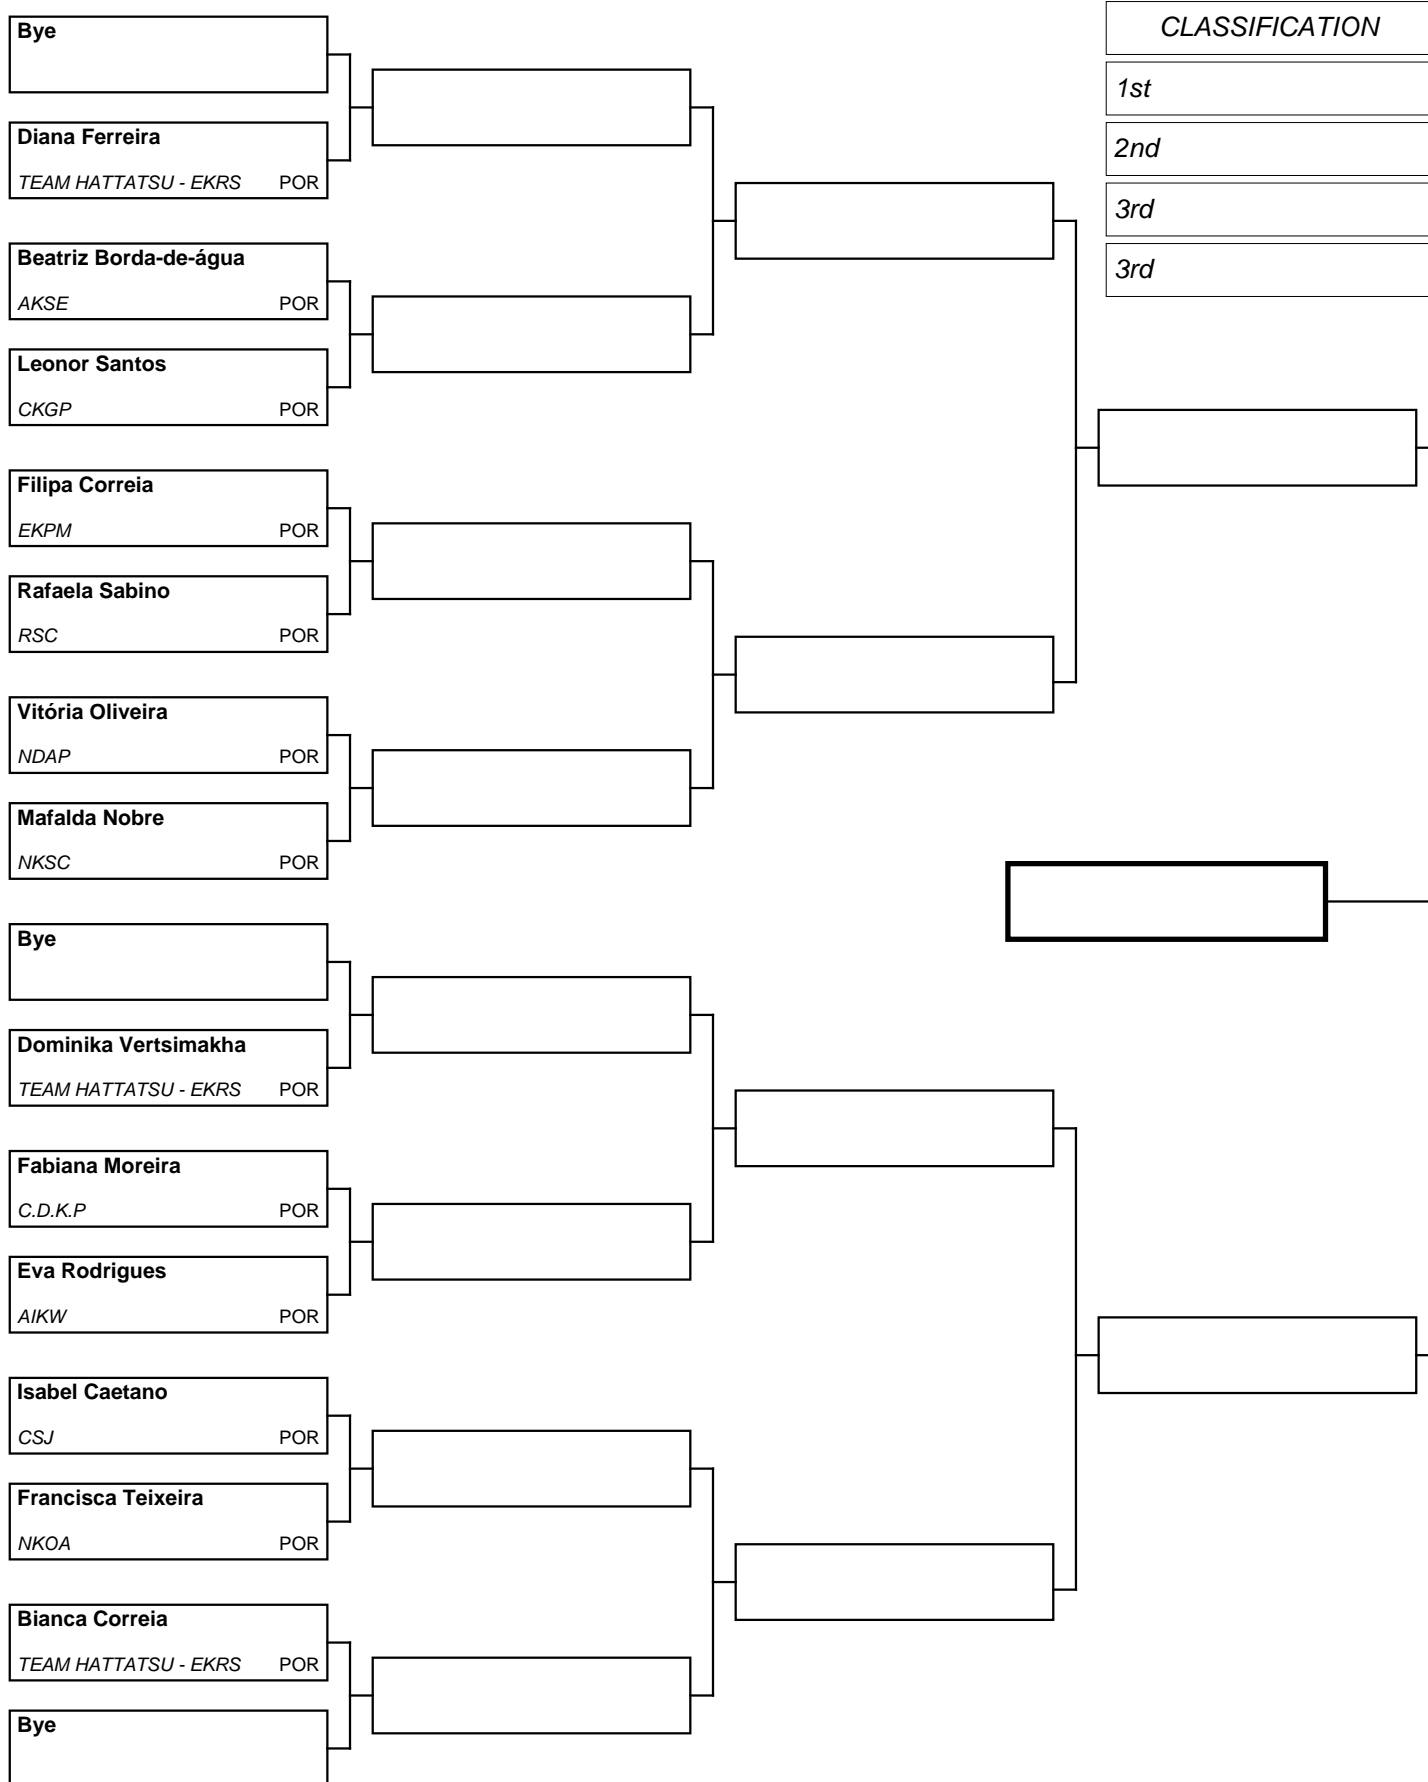 Bye
Diana Ferreira
TEAM HATTATSU - EKRS POR
Beatriz Borda-de-água
AKSE POR
Leonor Santos
CKGP POR
Filipa Correia
EKPM POR
Rafaela Sabino
RSC POR
Vitória Oliveira
NDAP POR
Mafalda Nobre
NKSC POR
Bye
Dominika Vertsimakha
TEAM HATTATSU - EKRS POR
Fabiana Moreira
C.D.K.P POR
Eva Rodrigues
AIKW POR
Isabel Caetano
CSJ POR
Francisca Teixeira
NKOA POR
Bianca Correia
TEAM HATTATSU - EKRS POR
Bye
CLASSIFICATION
1st
2nd
3rd
3rd